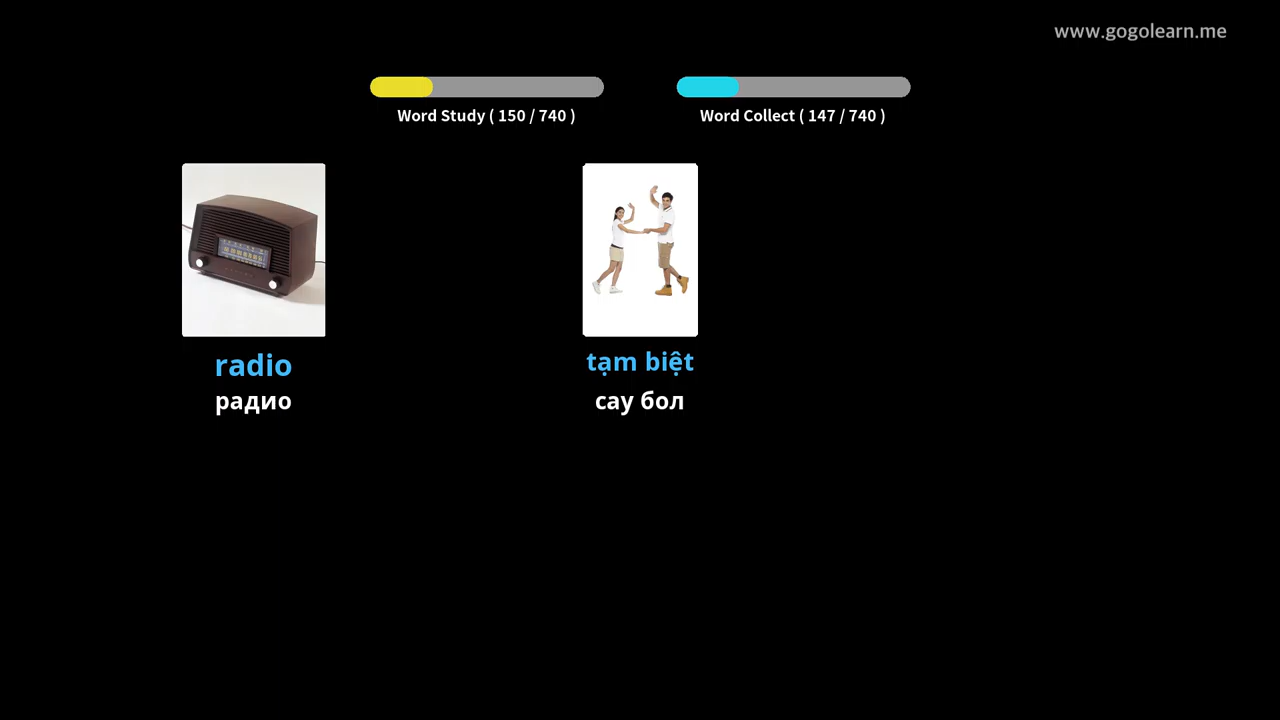 www.gogolearn.me
Word Study ( 150 / 740 )
Word Collect ( 147 / 740 )
radio
радио
tạm biệt
сау бол